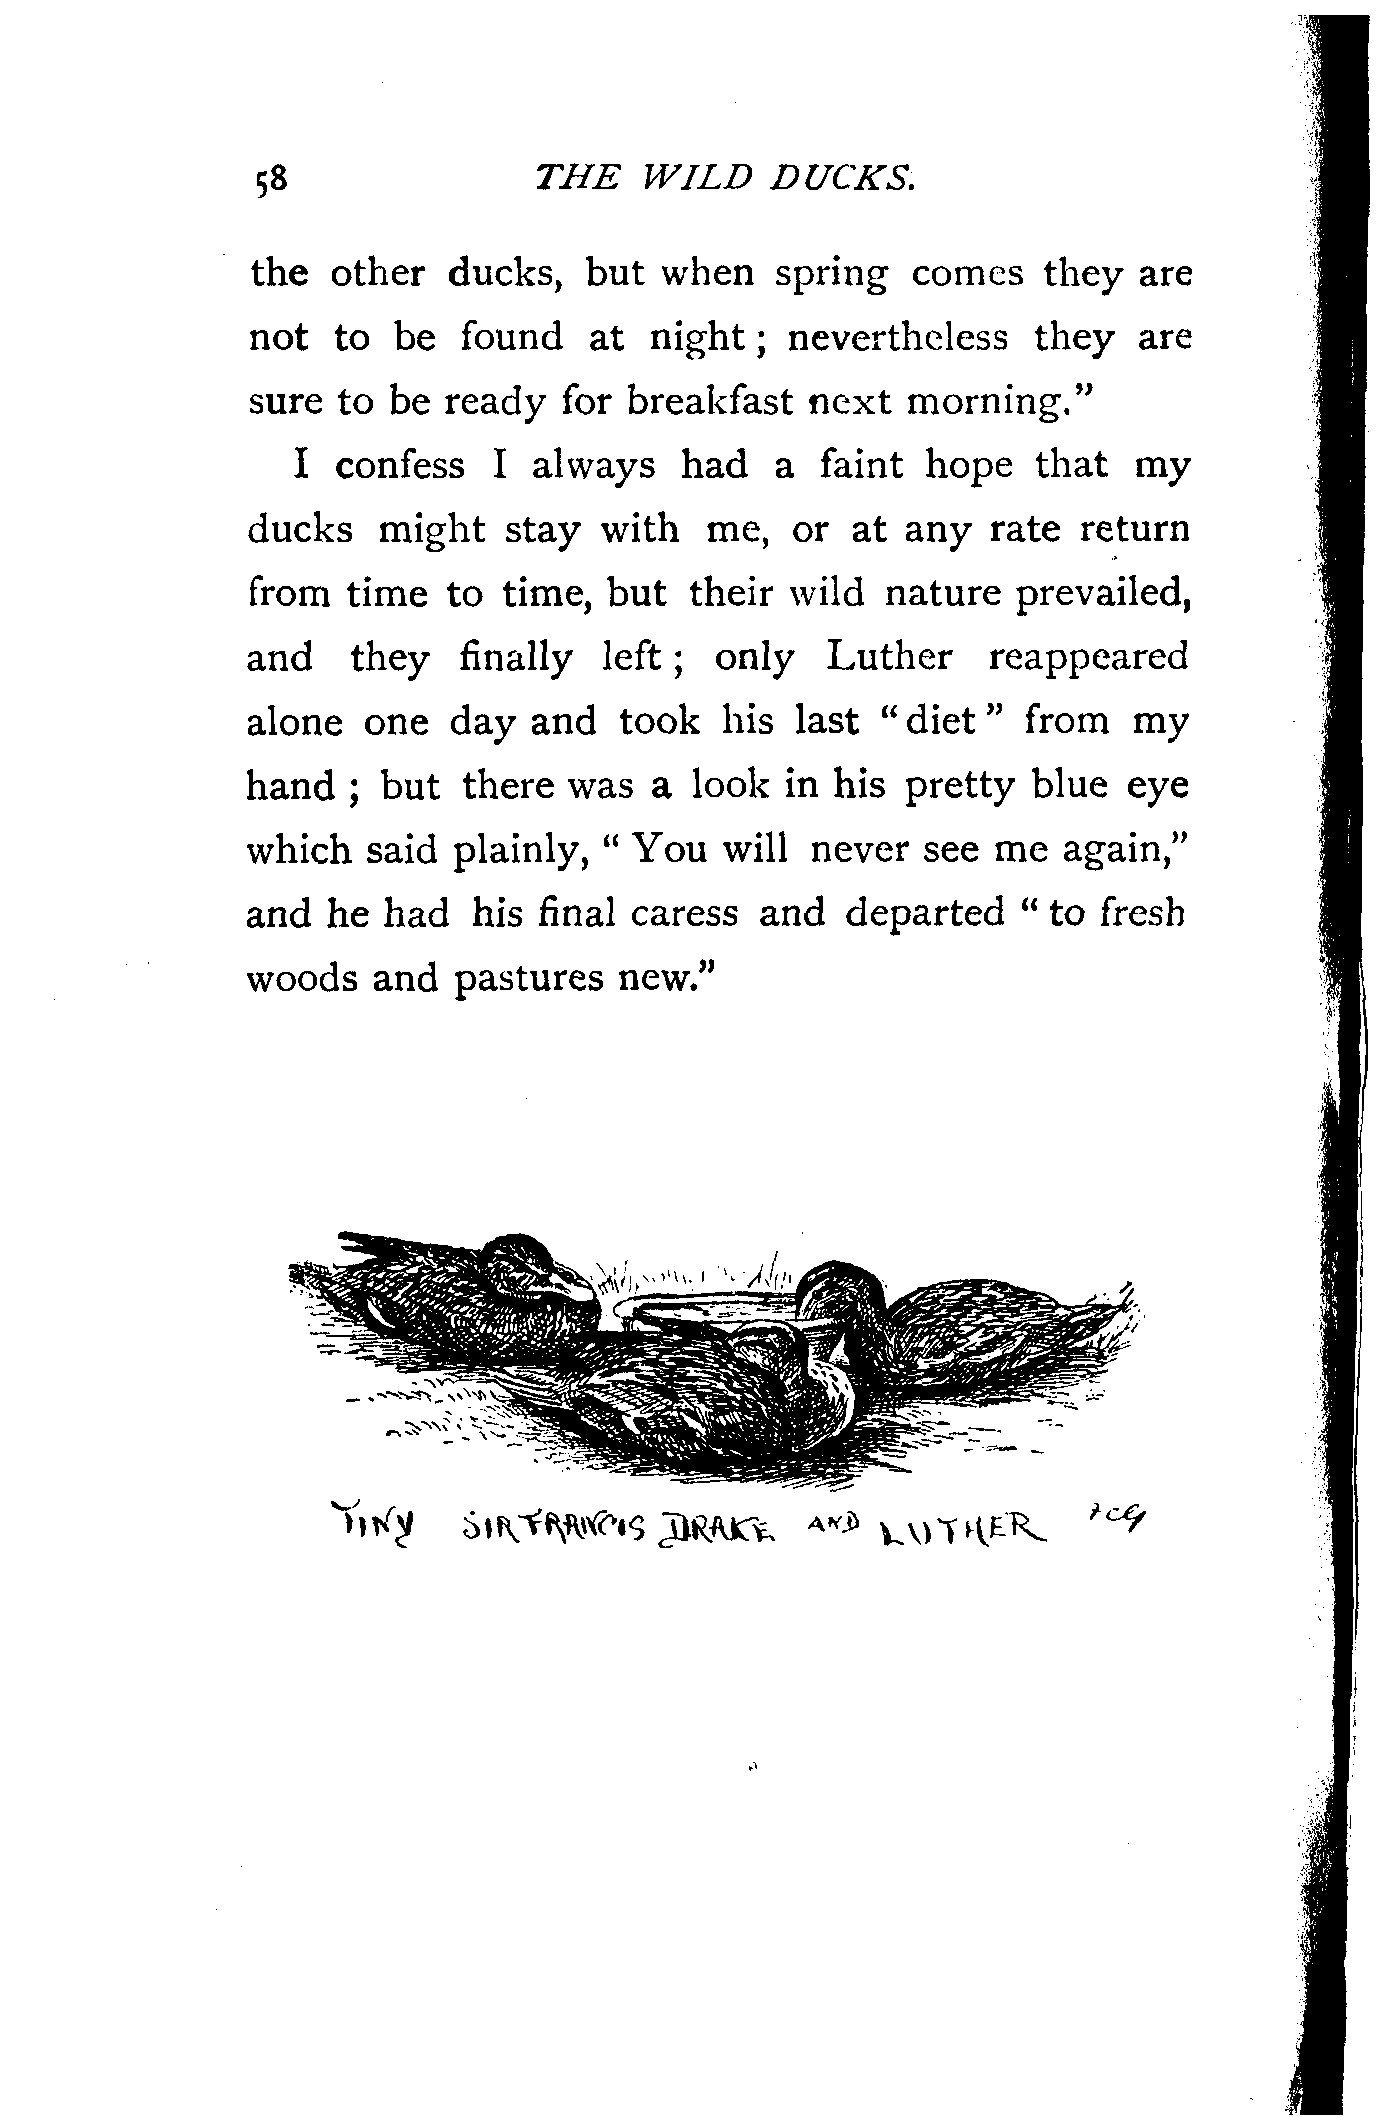 58 THE WILD DUCKS.
the other ducks, but when spring comes they are
not to be found at night ; nevertheless they are
sure to be ready for breakfast next morning.”
I confess I always had a faint hope that my
ducks might stay with me, or at any rate return
from time to time, but their wild nature prevailed,
and they finally left ; only Luther reappeared
alone one day and took his last “ diet ” from my
hand ; but there was a look in his pretty blue eye
which said plainly, “ You will never see me again,”
and he had his final caress and departed “ to fresh
woods and pastures new.”
TINY SIR FRANCIS DRAKE AND LUTHER